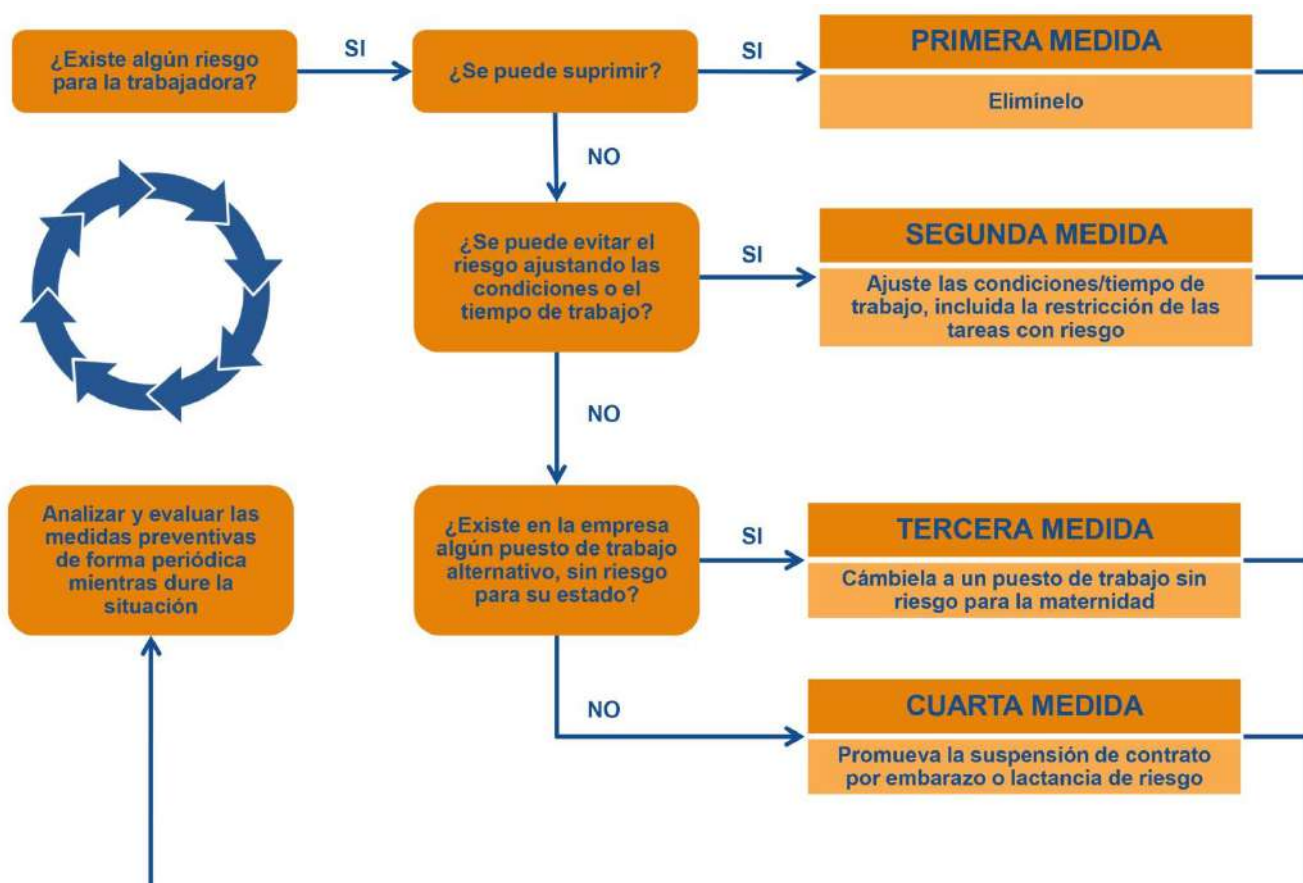 ¿Existe algún riesgo
para la trabajadora?
SI
¿Se puede suprimir?
SI
PRIMERA MEDIDA
Elimínelo
NO
¿Se puede evitar el
riesgo ajustando las
condiciones o el
tiempo de trabajo?
SI
SEGUNDA MEDIDA
Ajuste las condiciones/tiempo de
trabajo, incluida la restricción de las
tareas con riesgo
NO
Analizar y evaluar las
medidas preventivas
de forma periódica
mientras dure la
situación
¿Existe en la empresa
algún puesto de trabajo
alternativo, sin riesgo
para su estado?
SI
TERCERA MEDIDA
Cámbiela a un puesto de trabajo sin
riesgo para la maternidad
NO
CUARTA MEDIDA
Promueva la suspensión de contrato
por embarazo o lactancia de riesgo